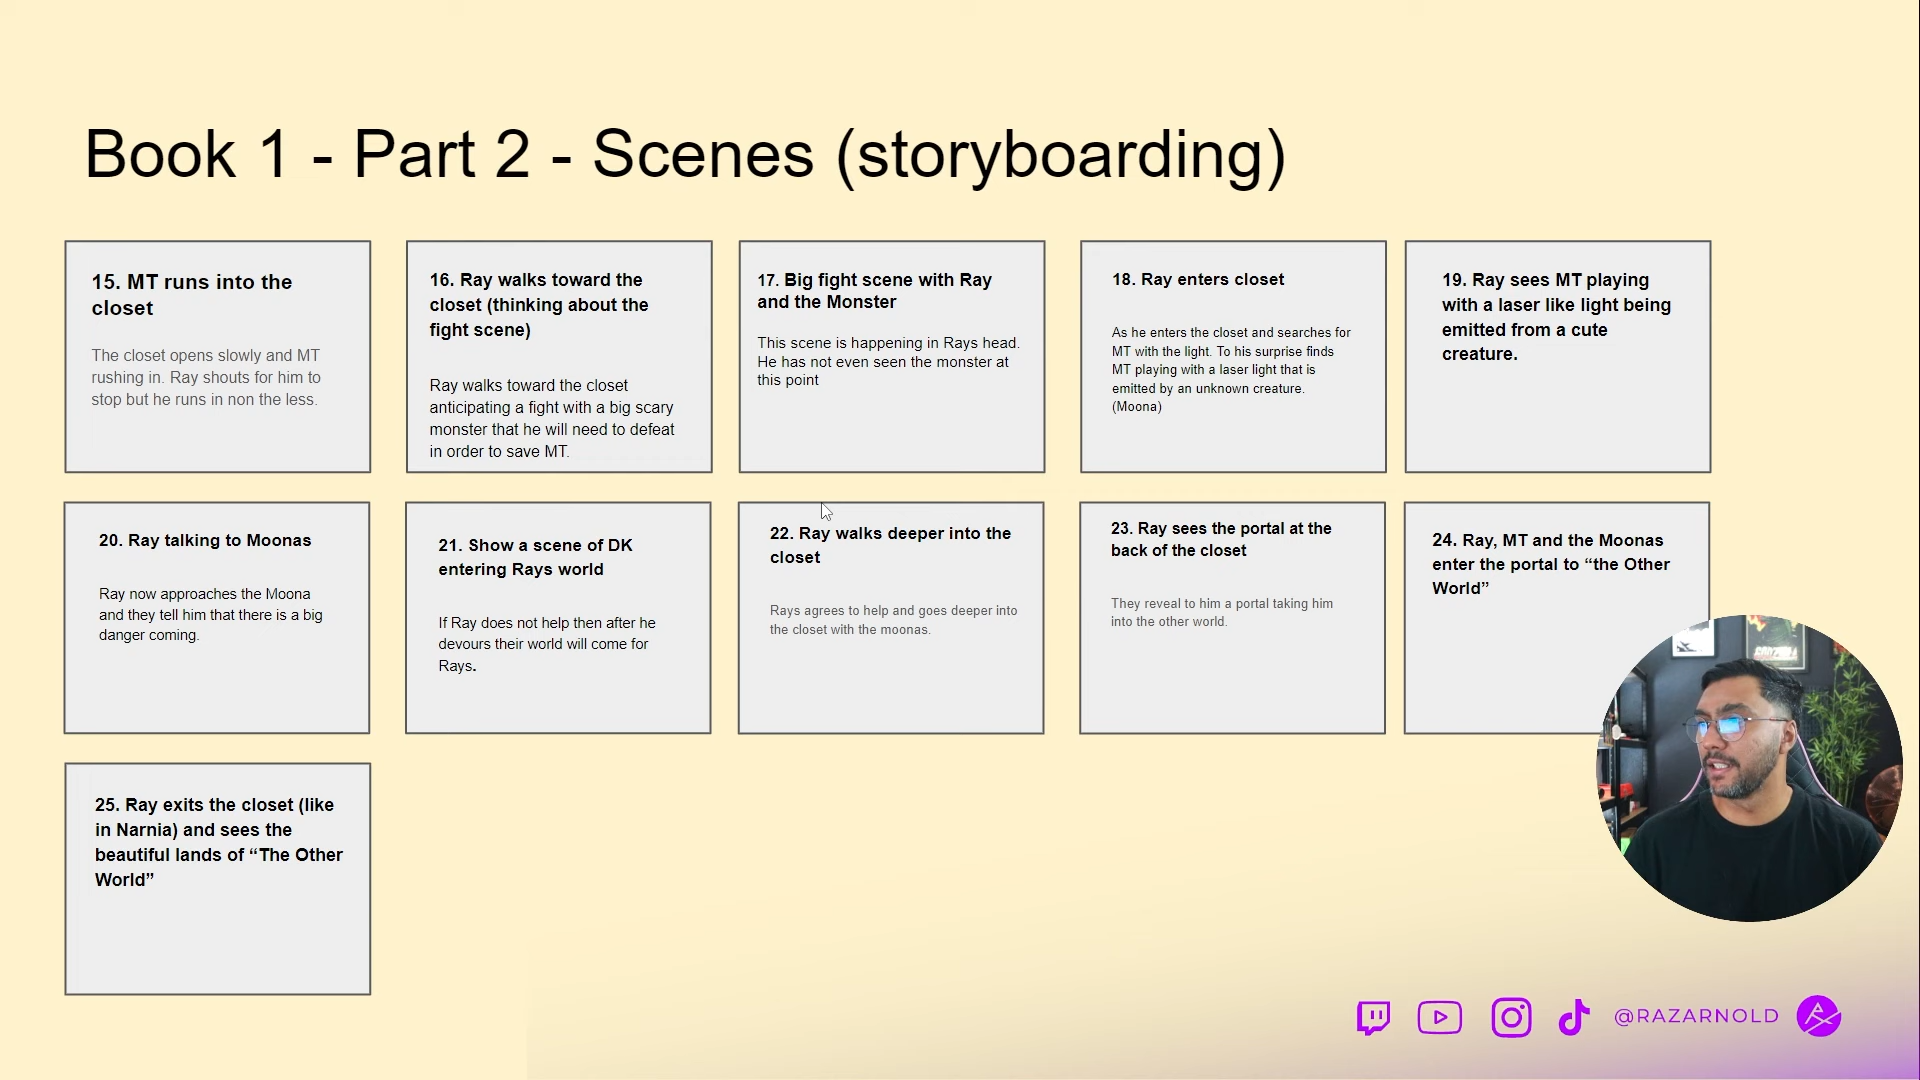 Book 1 - Part 2 - Scenes (storyboarding)
15. MT runs into the
closet
The closet opens slowly and MT
rushing in. Ray shouts for him to
stop but he runs in non the less.
16. Ray walks toward the
closet (thinking about the
fight scene)
Ray walks toward the closet
anticipating a fight with a big scary
monster that he will need to defeat
in order to save MT.
17. Big fight scene with Ray
and the Monster
This scene is happening in Rays head.
He has not even seen the monster at
this point
18. Ray enters closet
As he enters the closet and searches for
MT with the light. To his surprise finds
MT playing with a laser light that is
emitted by an unknown creature.
(Moona)
19. Ray sees MT playing
with a laser like light being
emitted from a cute
creature.
20. Ray talking to Moonas
Ray now approaches the Moona
and they tell him that there is a big
danger coming.
21. Show a scene of DK
entering Rays world
If Ray does not help then after he
devours their world will come for
Rays.
22. Ray walks deeper into the
closet
Rays agrees to help and goes deeper into
the closet with the moonas.
23. Ray sees the portal at the
back of the closet
They reveal to him a portal taking him
into the other world.
24. Ray, MT and the Moonas
enter the portal to “the Other
World”
25. Ray exits the closet (like
in Narnia) and sees the
beautiful lands of “The Other
World”
GODZILLA
@RAZARNOLD